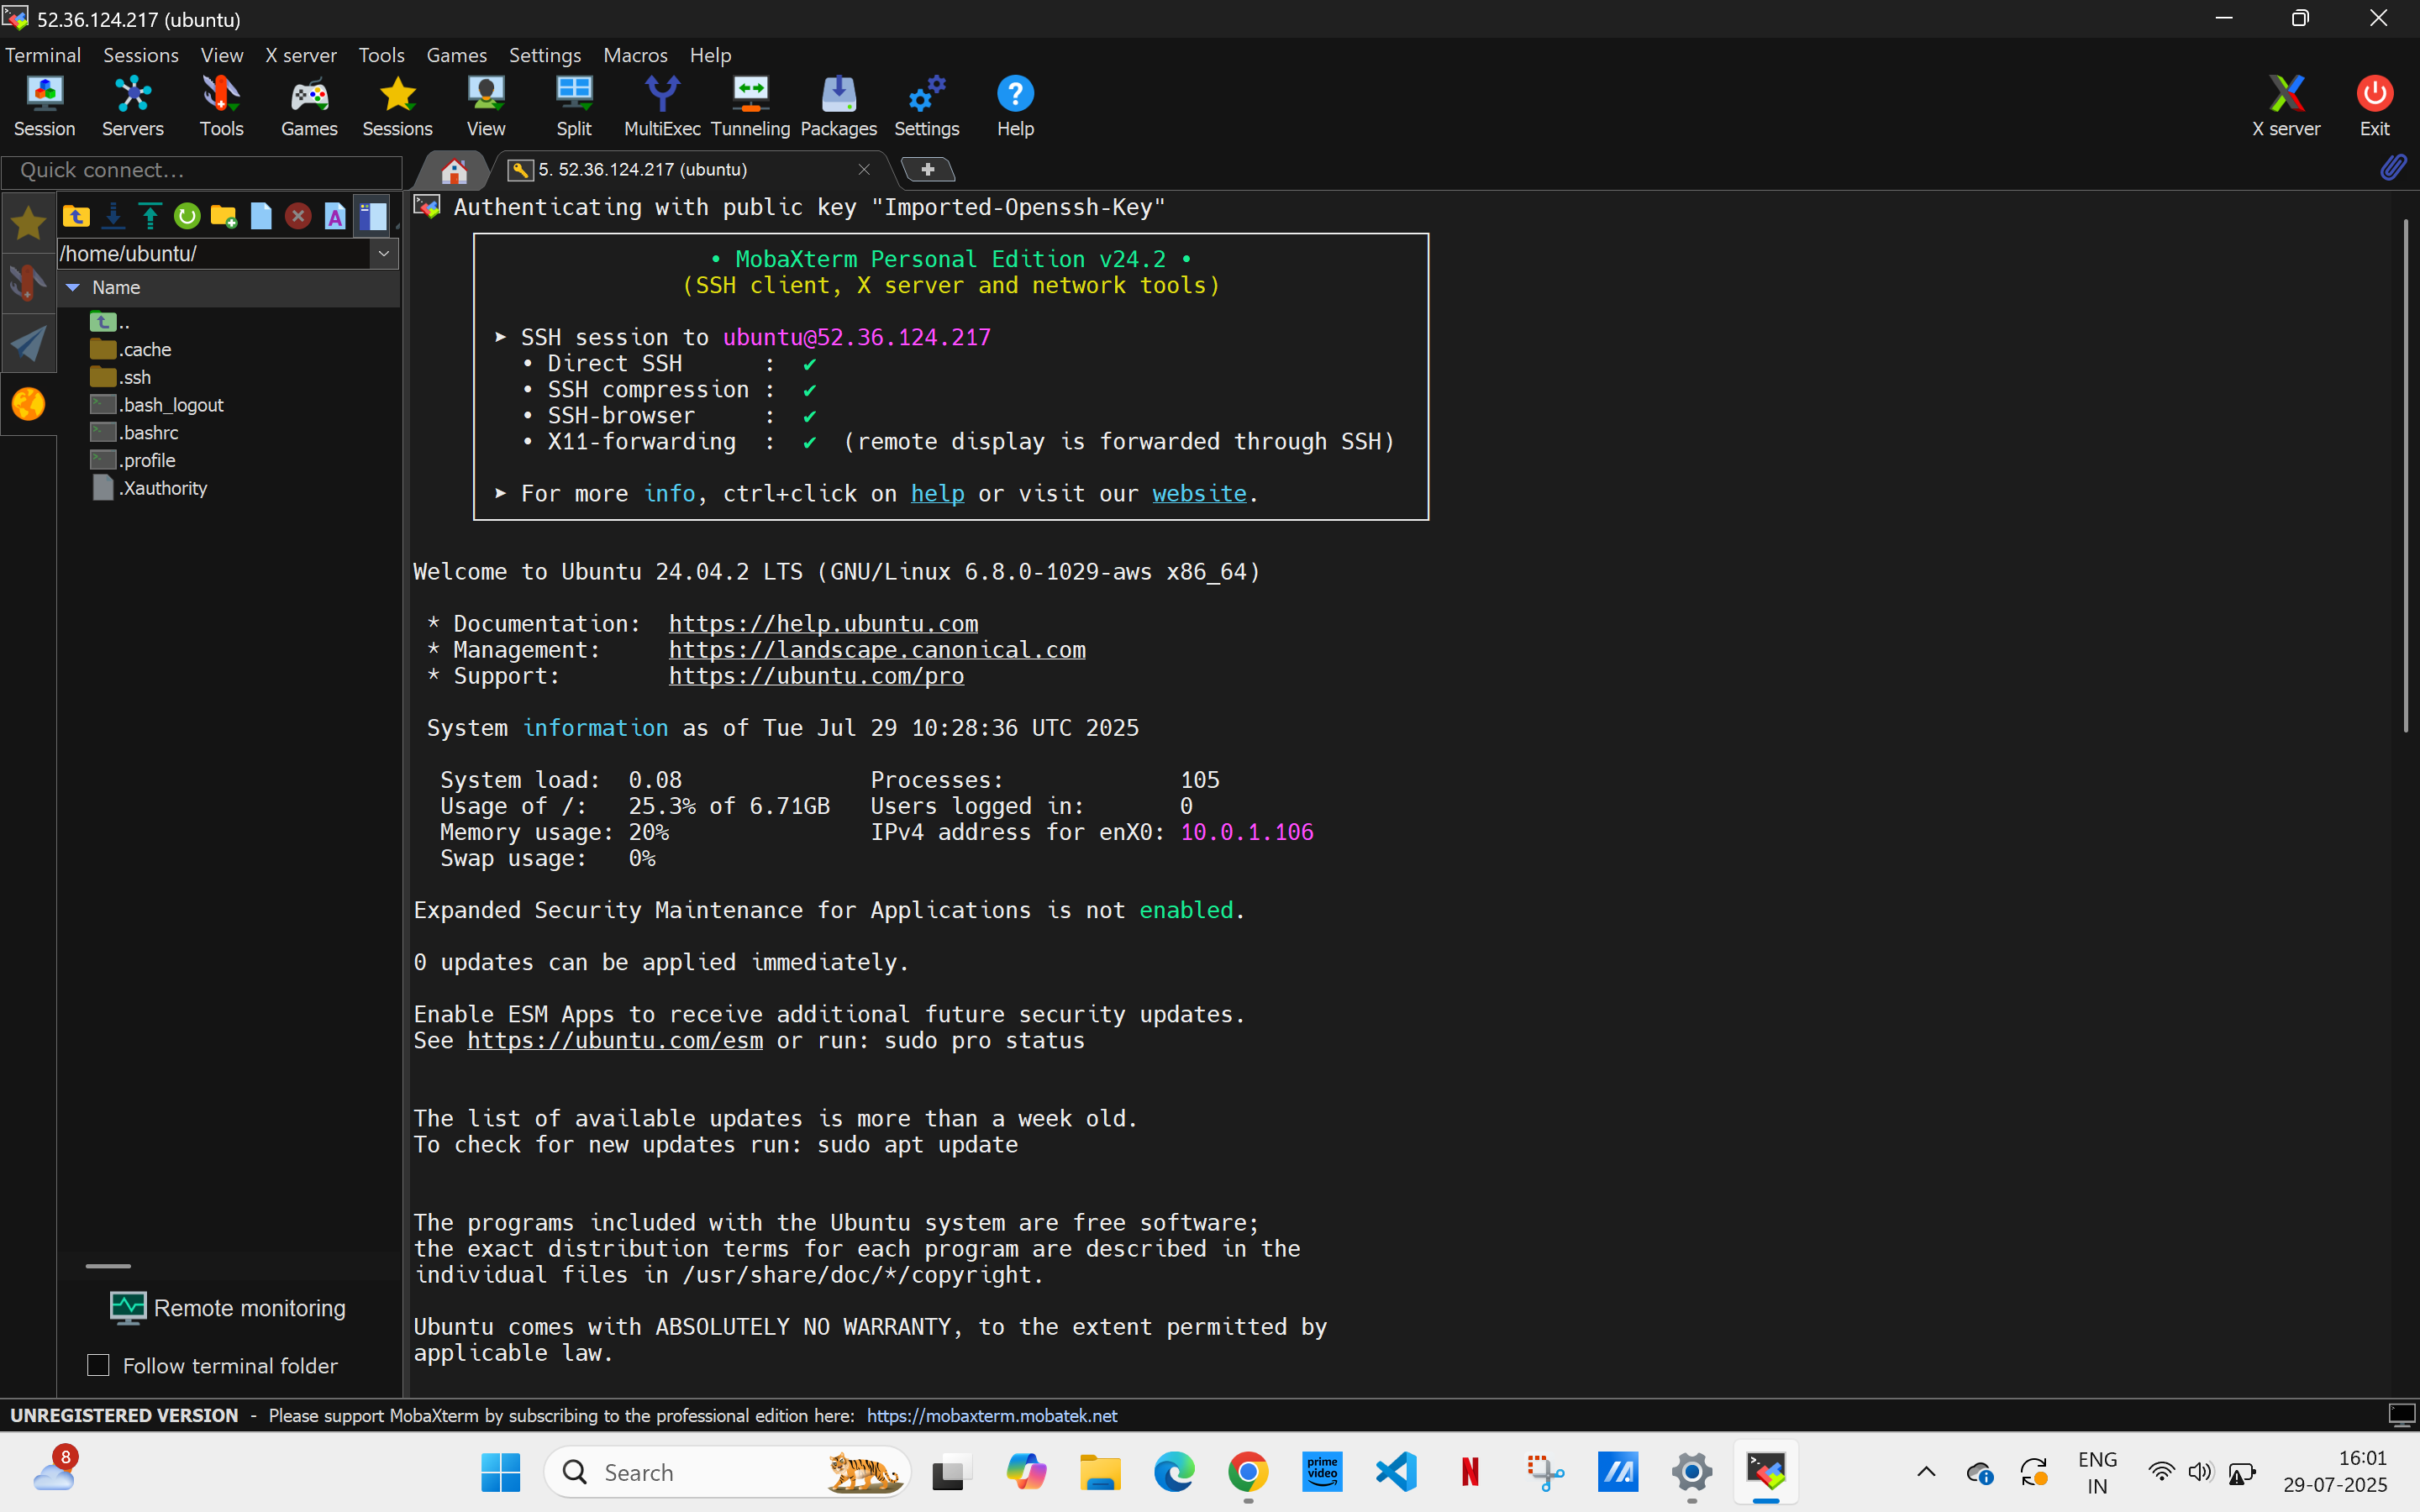 52.36.124.217 (ubuntu)
Terminal Sessions View X server Tools Games Settings Macros Help
Session Servers Tools Games Sessions View Split MultiExec Tunneling Packages Settings Help X server Exit
Quick connect...
5. 52.36.124.217 (ubuntu)
/home/ubuntu/
Name
..
.cache
.ssh
.bash_logout
.bashrc
.profile
.Xauthority
Remote monitoring
Follow terminal folder
Authenticating with public key "Imported-Openssh-Key"
• MobaXterm Personal Edition v24.2 •
(SSH client, X server and network tools)
➤ SSH session to ubuntu@52.36.124.217
• Direct SSH : ✔
• SSH compression : ✔
• SSH-browser : ✔
• X11-forwarding : ✔ (remote display is forwarded through SSH)
➤ For more info, ctrl+click on help or visit our website.
Welcome to Ubuntu 24.04.2 LTS (GNU/Linux 6.8.0-1029-aws x86_64)
* Documentation: https://help.ubuntu.com
* Management: https://landscape.canonical.com
* Support: https://ubuntu.com/pro
System information as of Tue Jul 29 10:28:36 UTC 2025
System load: 0.08 Processes: 105
Usage of /: 25.3% of 6.71GB Users logged in: 0
Memory usage: 20% IPv4 address for enX0: 10.0.1.106
Swap usage: 0%
Expanded Security Maintenance for Applications is not enabled.
0 updates can be applied immediately.
Enable ESM Apps to receive additional future security updates.
See https://ubuntu.com/esm or run: sudo pro status
The list of available updates is more than a week old.
To check for new updates run: sudo apt update
The programs included with the Ubuntu system are free software;
the exact distribution terms for each program are described in the
individual files in /usr/share/doc/*/copyright.
Ubuntu comes with ABSOLUTELY NO WARRANTY, to the extent permitted by
applicable law.
UNREGISTERED VERSION - Please support MobaXterm by subscribing to the professional edition here: https://mobaxterm.mobatek.net
8
Search
prime video
N
ENG
IN
16:01
29-07-2025